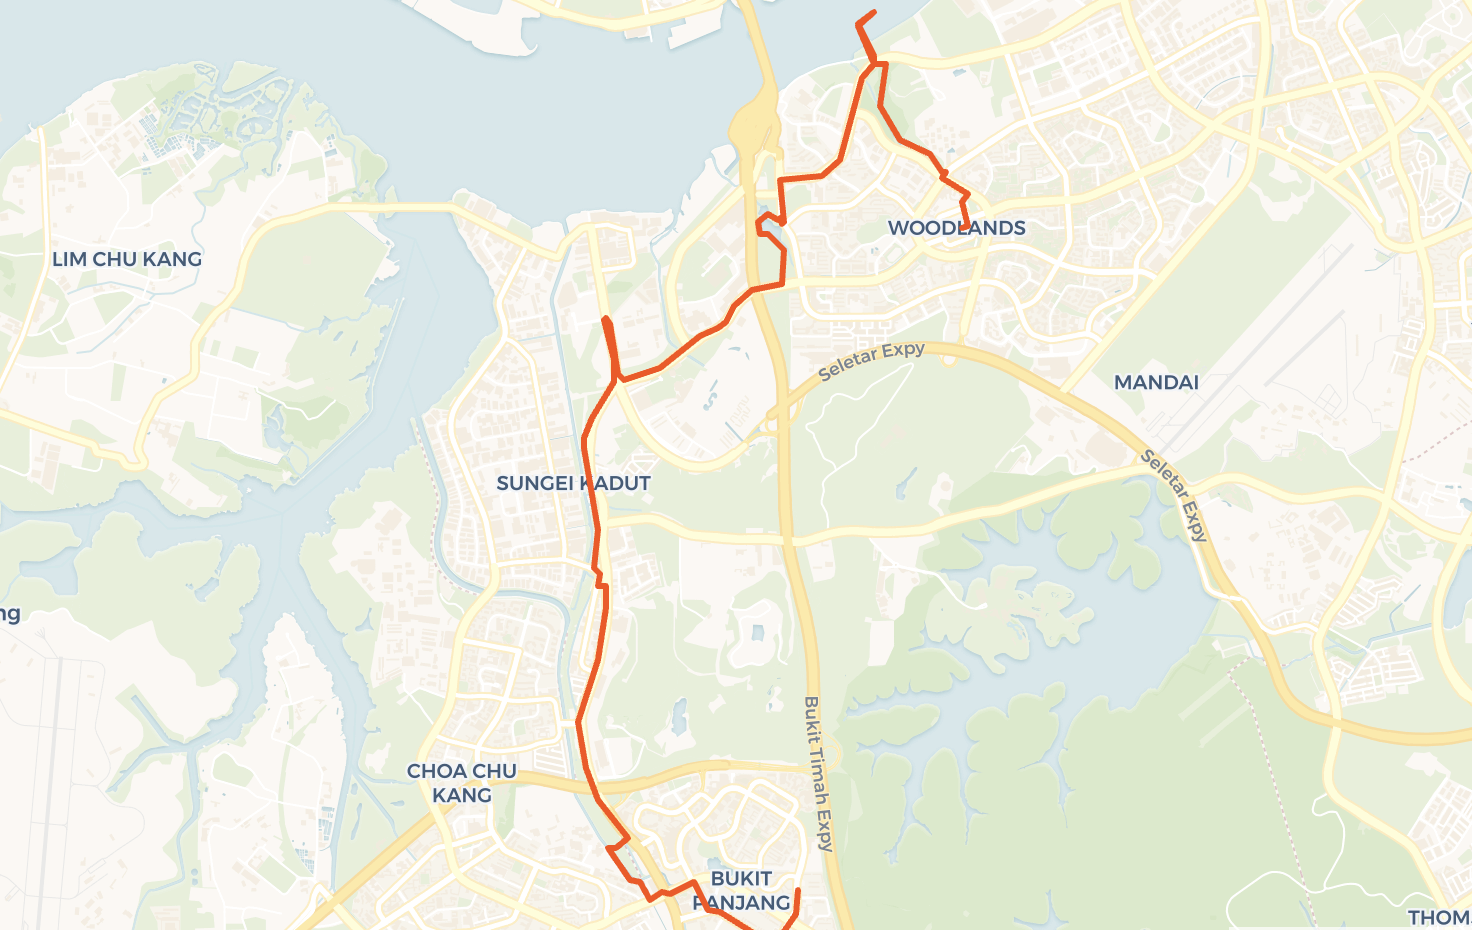 WOODLANDS
LIM CHU KANG
Seletar Expy
MANDAI
SUNGEI KADUT
Seletar Expy
ng
Bukit Timah Expy
CHOA CHU
KANG
BUKIT
PANJANG
THOM